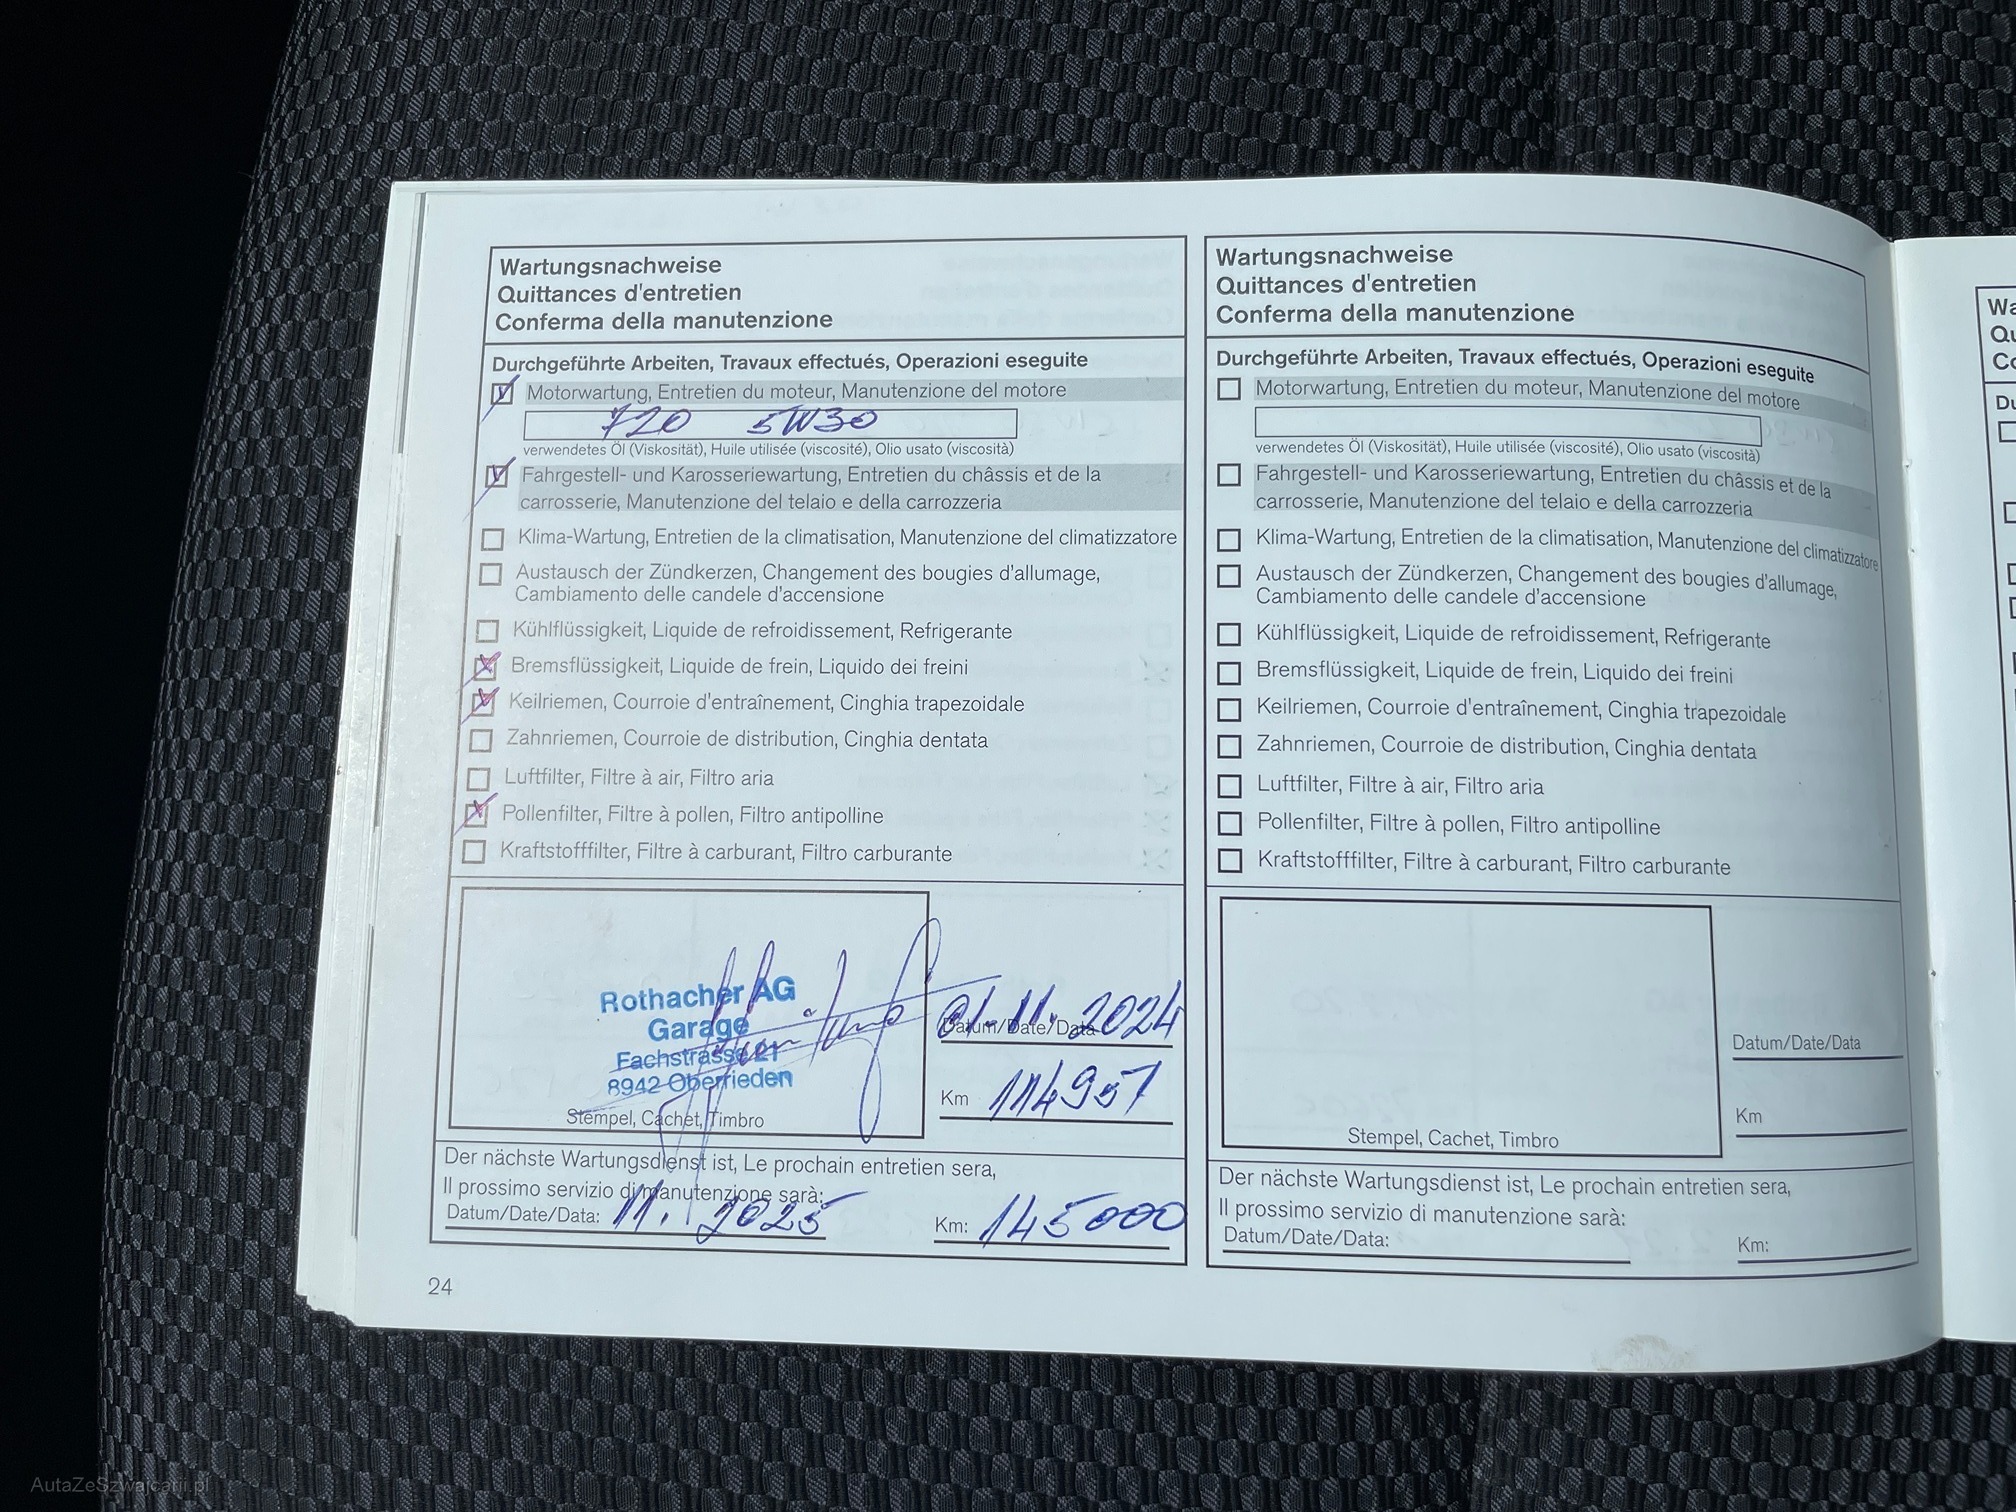 Wartungsnachweise
Quittances d'entretien
Conferma della manutenzione
Durchgeführte Arbeiten, Travaux effectués, Operazioni eseguite
Motorwartung, Entretien du moteur, Manutenzione del motore
720 5W30
verwendetes Öl (Viskosität), Huile utilisée (viscosité), Olio usato (viscosità)
Fahrgestell- und Karosseriewartung, Entretien du châssis et de la
carrosserie, Manutenzione del telaio e della carrozzeria
Klima-Wartung, Entretien de la climatisation, Manutenzione del climatizzatore
Austausch der Zündkerzen, Changement des bougies d'allumage,
Cambiamento delle candele d'accensione
Kühlflüssigkeit, Liquide de refroidissement, Refrigerante
Bremsflüssigkeit, Liquide de frein, Liquido dei freini
Keilriemen, Courroie d'entraînement, Cinghia trapezoidale
Zahnriemen, Courroie de distribution, Cinghia dentata
Luftfilter, Filtre à air, Filtro aria
Pollenfilter, Filtre à pollen, Filtro antipolline
Kraftstofffilter, Filtre à carburant, Filtro carburante
Rothacher AG
Garage
Fachstrasse 21
8942 Oberrieden
Stempel, Cachet, Timbro
01.11.2024
Datum/Date/Data
Km 114957
Der nächste Wartungsdienst ist, Le prochain entretien sera,
Il prossimo servizio di manutenzione sarà:
Datum/Date/Data: 11. 2025 Km: 145000
24
Wartungsnachweise
Quittances d'entretien
Conferma della manutenzione
Durchgeführte Arbeiten, Travaux effectués, Operazioni eseguite
Motorwartung, Entretien du moteur, Manutenzione del motore
verwendetes Öl (Viskosität), Huile utilisée (viscosité), Olio usato (viscosità)
Fahrgestell- und Karosseriewartung, Entretien du châssis et de la
carrosserie, Manutenzione del telaio e della carrozzeria
Klima-Wartung, Entretien de la climatisation, Manutenzione del climatizzatore
Austausch der Zündkerzen, Changement des bougies d'allumage,
Cambiamento delle candele d'accensione
Kühlflüssigkeit, Liquide de refroidissement, Refrigerante
Bremsflüssigkeit, Liquide de frein, Liquido dei freini
Keilriemen, Courroie d'entraînement, Cinghia trapezoidale
Zahnriemen, Courroie de distribution, Cinghia dentata
Luftfilter, Filtre à air, Filtro aria
Pollenfilter, Filtre à pollen, Filtro antipolline
Kraftstofffilter, Filtre à carburant, Filtro carburante
Stempel, Cachet, Timbro
Datum/Date/Data
Km
Der nächste Wartungsdienst ist, Le prochain entretien sera,
Il prossimo servizio di manutenzione sarà:
Datum/Date/Data: Km:
AutaZeSzwajcarii.pl